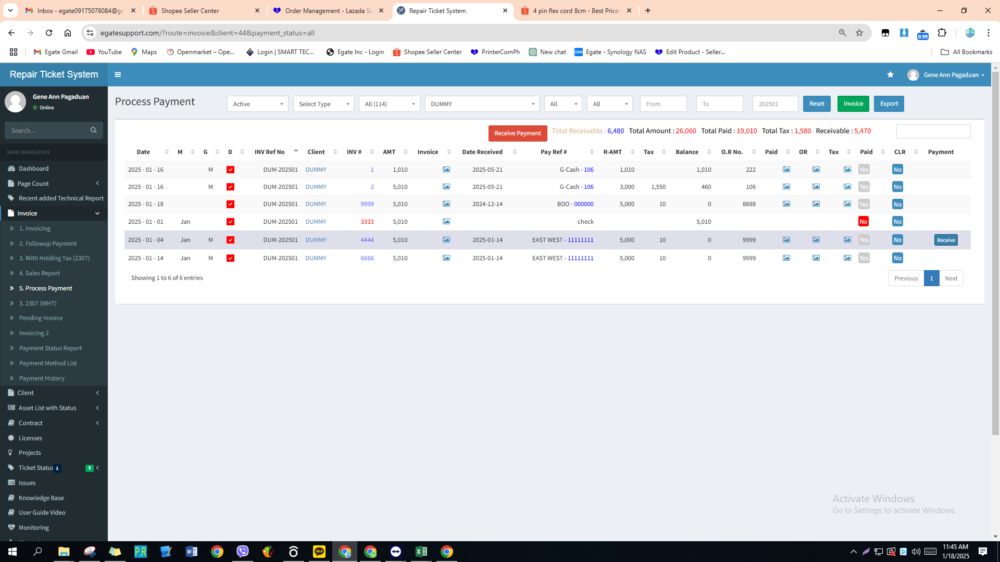 Inbox - egate09175078084@gm
Shopee Seller Center
Order Management - Lazada Se
Repair Ticket System
4 pin flex cord 8cm - Best Prices
egatesupport.com/?route=invoice&client=44&payment_status=all
0.99
Egate Gmail
YouTube
Maps
Openmarket – Ope...
Login | SMART TEC...
Egate Inc - Login
Shopee Seller Center
PrinterComPh
New chat
DSM
Egate - Synology NAS
Edit Product - Seller...
All Bookmarks
Repair Ticket System
Gene Ann Pagaduan
Gene Ann Pagaduan
Online
Search...
MAIN NAVIGATION
Dashboard
Page Count
Recent added Technical Report
Invoice
1. Invoicing
2. Followup Payment
3. With Holding Tax (2307)
4. Sales Report
5. Process Payment
3. 2307 (WHT)
Pending Invoice
Invoicing 2
Payment Status Report
Payment Method List
Payment History
Client
Asset List with Status
Contract
Licenses
Projects
Ticket Status 1 3
Issues
Knowledge Base
User Guide Video
Monitoring
Process Payment
Active
Select Type
All (114)
DUMMY
All
All
From
To
202501
Reset
Invoice
Export
Receive Payment
Total Receivable : 6,480 Total Amount : 26,060 Total Paid : 19,010 Total Tax : 1,580 Receivable : 5,470
Date M G D INV Ref No Client INV # AMT Invoice Date Received Pay Ref # R-AMT Tax Balance O.R No. Paid OR Tax Paid CLR Payment
2025 - 01 - 16 M DUM-202501 DUMMY 1 1,010 2025-05-21 G-Cash - 106 1,010 1,010 222 Yes No
2025 - 01 - 16 M DUM-202501 DUMMY 2 5,010 2025-05-21 G-Cash - 106 3,000 1,550 460 106 Yes No
2025 - 01 - 18 DUM-202501 DUMMY 9999 5,010 2024-12-14 BDO - 000000 5,000 10 0 8888 Yes No
2025 - 01 - 01 Jan DUM-202501 DUMMY 3333 5,010 check 5,010 No No
2025 - 01 - 04 Jan M DUM-202501 DUMMY 4444 5,010 2025-01-14 EAST WEST - 11111111 5,000 10 0 9999 Yes No Receive
2025 - 01 - 14 Jan M DUM-202501 DUMMY 6666 5,010 2025-01-14 EAST WEST - 11111111 5,000 10 0 9999 Yes No
Showing 1 to 6 of 6 entries
Previous 1 Next
Activate Windows
Go to Settings to activate Windows.
P.R
TALK
11:45 AM
1/18/2025